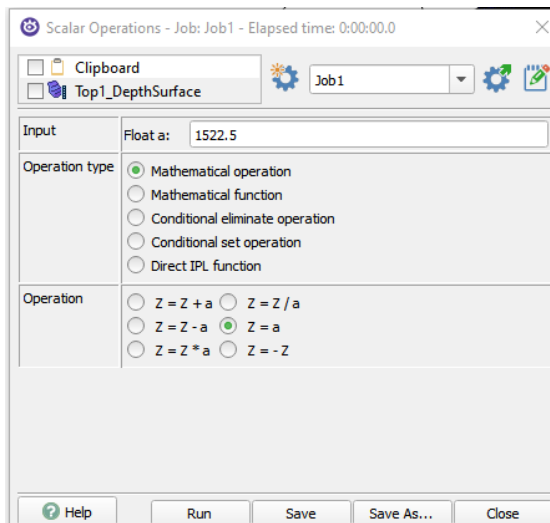 Scalar Operations - Job: Job1 - Elapsed time: 0:00:00.0
Clipboard
Top1_DepthSurface
Job1
Input
Float a: 1522.5
Operation type
Mathematical operation
Mathematical function
Conditional eliminate operation
Conditional set operation
Direct IPL function
Operation
Z = Z + a Z = Z / a
Z = Z - a Z = a
Z = Z * a Z = - Z
Help Run Save Save As... Close